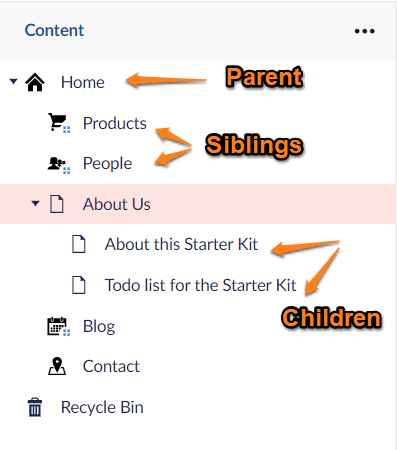 Content
Home
Parent
Products
Siblings
People
About Us
About this Starter Kit
Todo list for the Starter Kit
Children
Blog
Contact
Recycle Bin